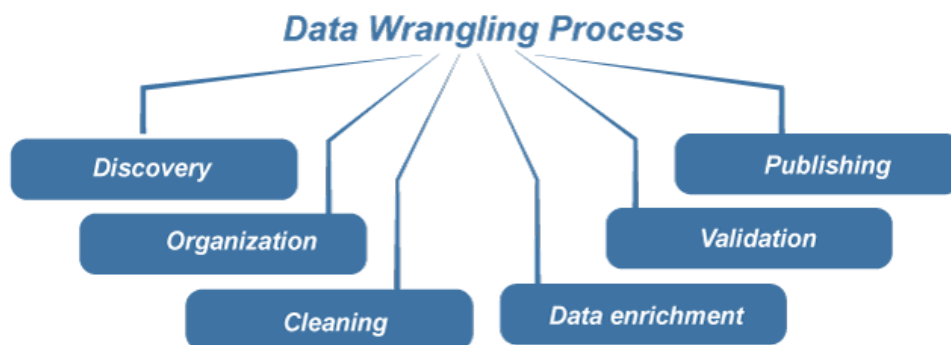 Data Wrangling Process
Discovery
Organization
Cleaning
Data enrichment
Validation
Publishing